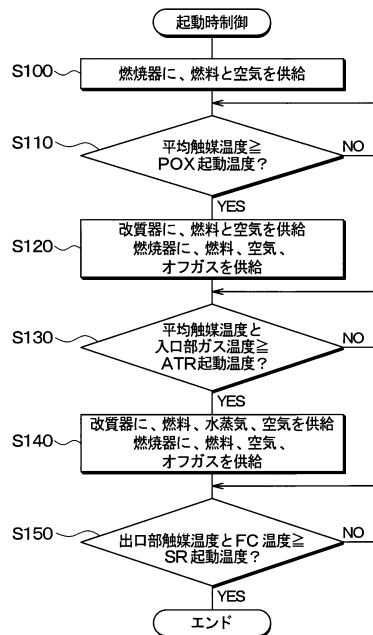 起動時制御
S100
燃焼器に、燃料と空気を供給
S110
平均触媒温度≧
POX起動温度?
NO
YES
S120
改質器に、燃料と空気を供給
燃焼器に、燃料、空気、
オフガスを供給
S130
平均触媒温度と
入口部ガス温度≧
ATR起動温度?
NO
YES
S140
改質器に、燃料、水蒸気、空気を供給
燃焼器に、燃料、空気、
オフガスを供給
S150
出口部触媒温度とFC温度≧
SR起動温度?
NO
YES
エンド